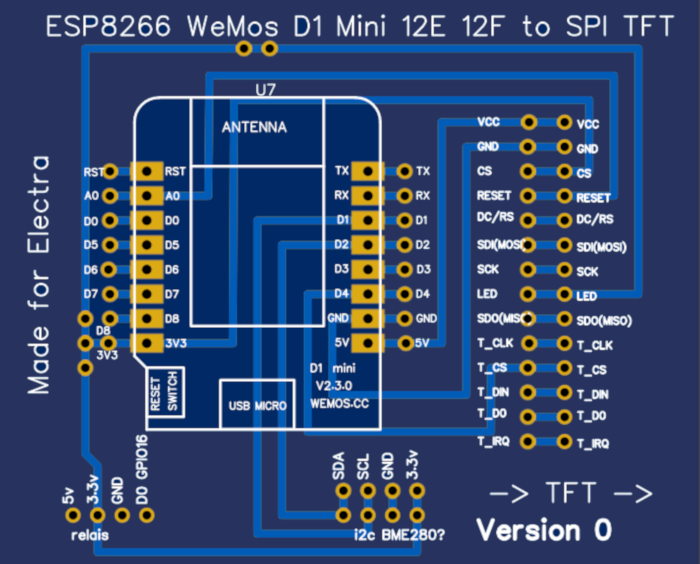 ESP8266 WeMos D1 Mini 12E 12F to SPI TFT
Made for Electra
U7
ANTENNA
RST
RST
TX
TX
A0
A0
RX
RX
D0
D0
D1
D1
D5
D5
D2
D2
D6
D6
D3
D3
D7
D7
D4
D4
D8
D8
GND
GND
3V3
3V3
5V
5V
D1 mini
V2.3.0
WEMOS.CC
RESET
SWITCH
USB MICRO
VCC
VCC
GND
GND
CS
CS
RESET
RESET
DC/RS
DC/RS
SDI(MOSI)
SDI(MOSI)
SCK
SCK
LED
LED
SDO(MISO)
SDO(MISO)
T_CLK
T_CLK
T_CS
T_CS
T_DIN
T_DIN
T_DO
T_DO
T_IRQ
T_IRQ
5v
3.3v
GND
D0 GPIO16
relais
SDA
SCL
GND
3.3v
i2c BME280?
-> TFT ->
Version 0